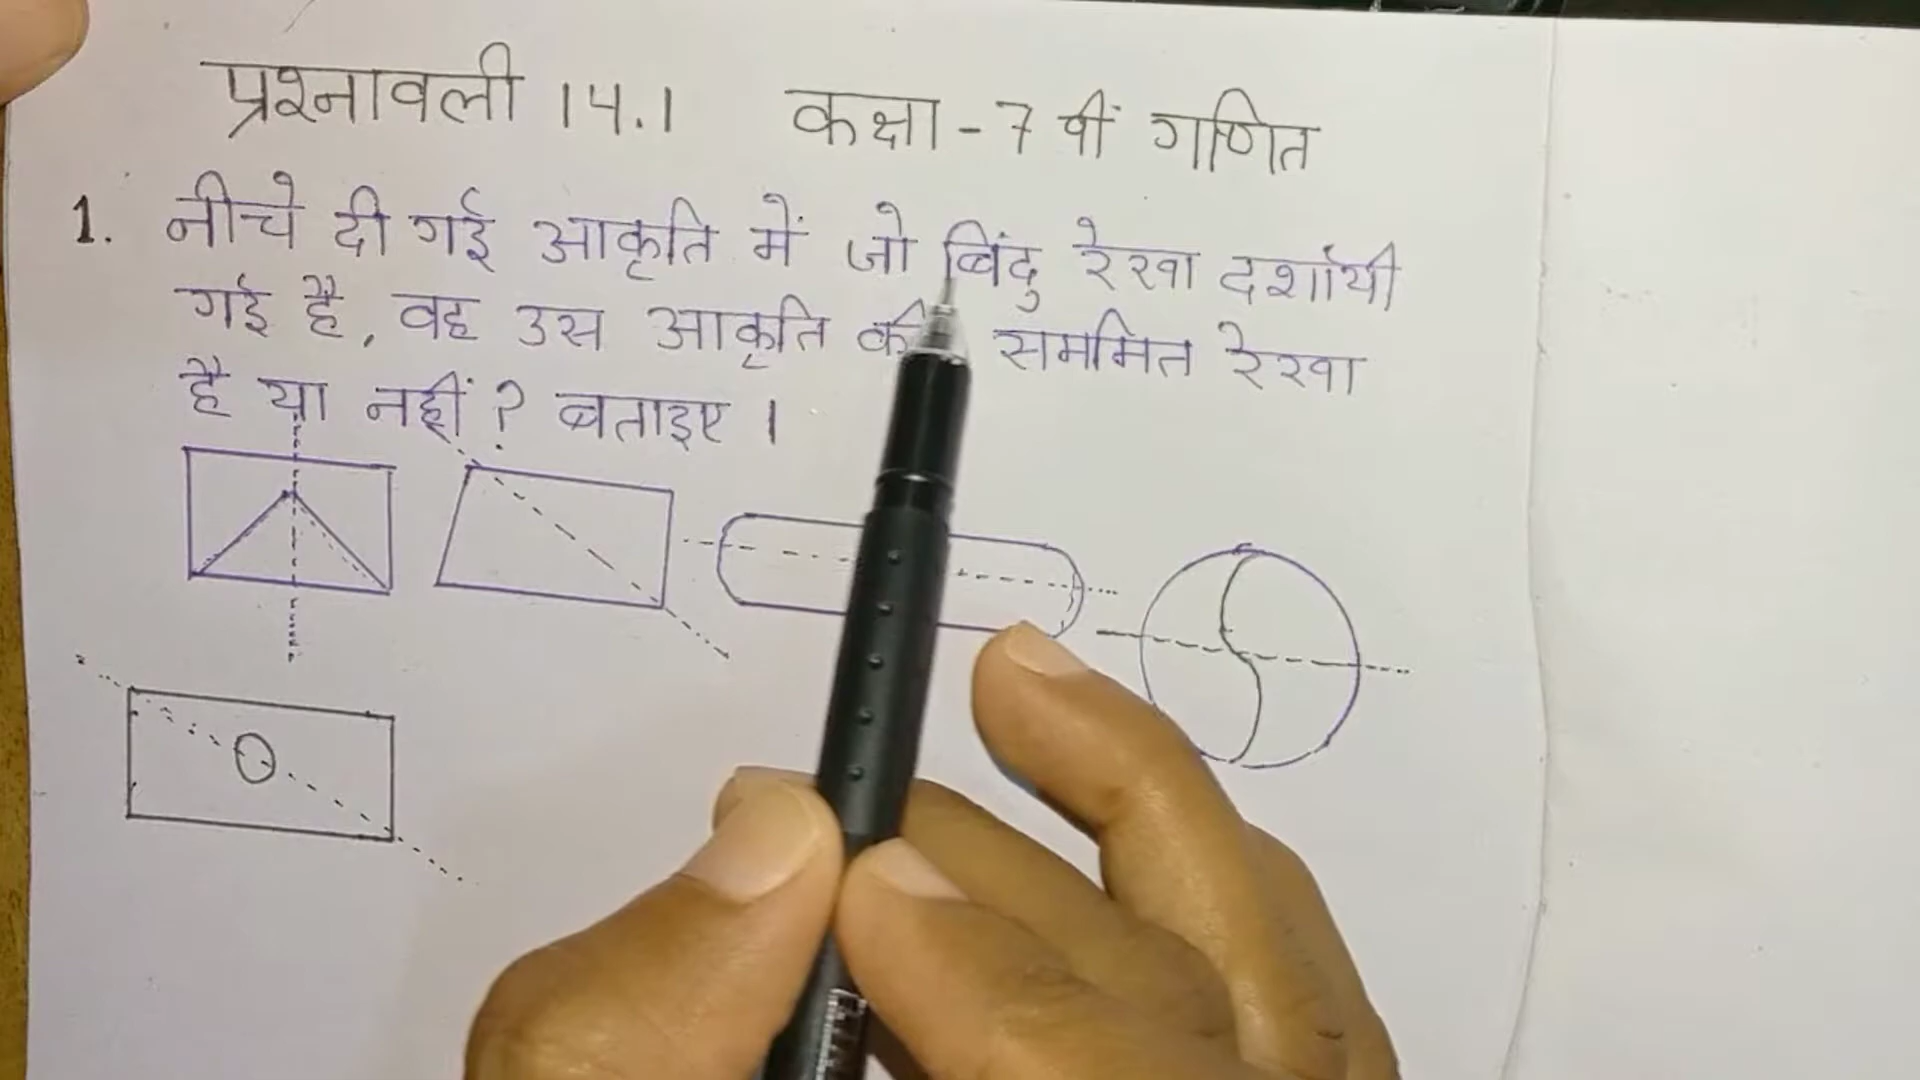 प्रश्नावली 14.1 कक्षा - 7 वीं गणित
1. नीचे दी गई आकृति में जो बिंदु रेखा दर्शायी
गई है, वह उस आकृति की सममित रेखा
है या नहीं? बताइए ।